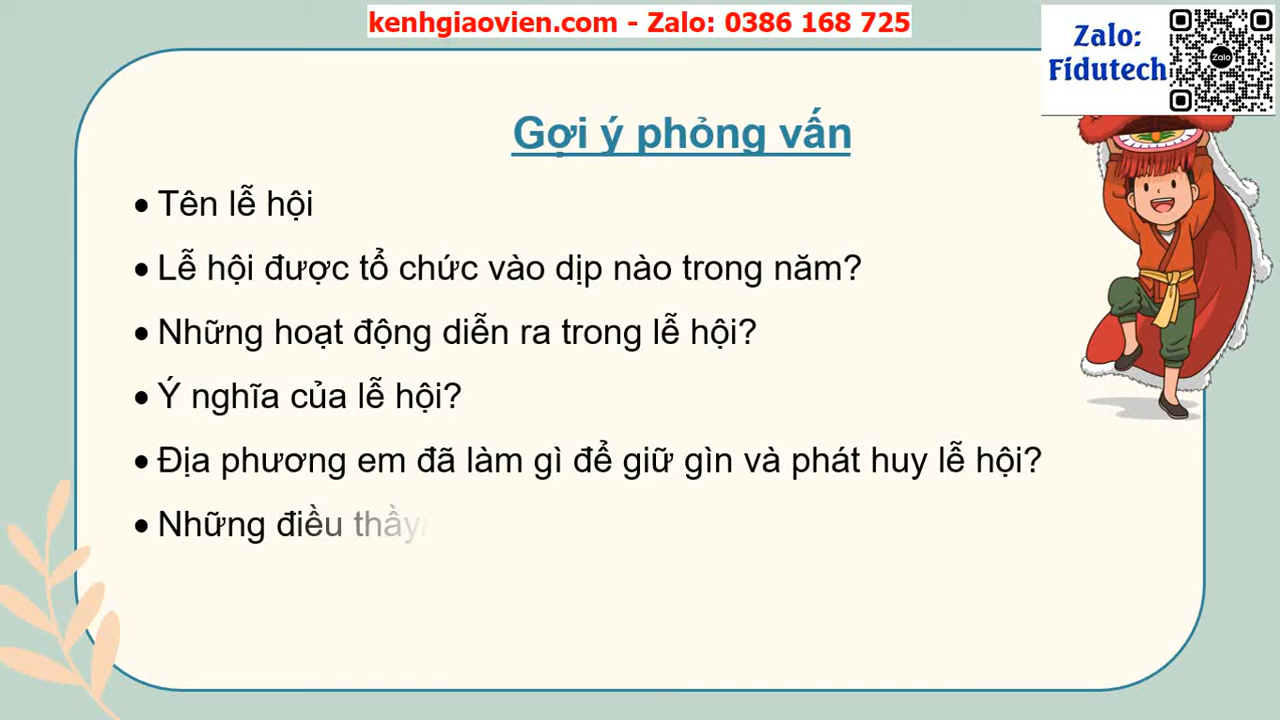 kenhgiaovien.com - Zalo: 0386 168 725
Zalo:
Fidutech
Zalo
Gợi ý phỏng vấn
• Tên lễ hội
• Lễ hội được tổ chức vào dịp nào trong năm?
• Những hoạt động diễn ra trong lễ hội?
• Ý nghĩa của lễ hội?
• Địa phương em đã làm gì để giữ gìn và phát huy lễ hội?
• Những điều thầy